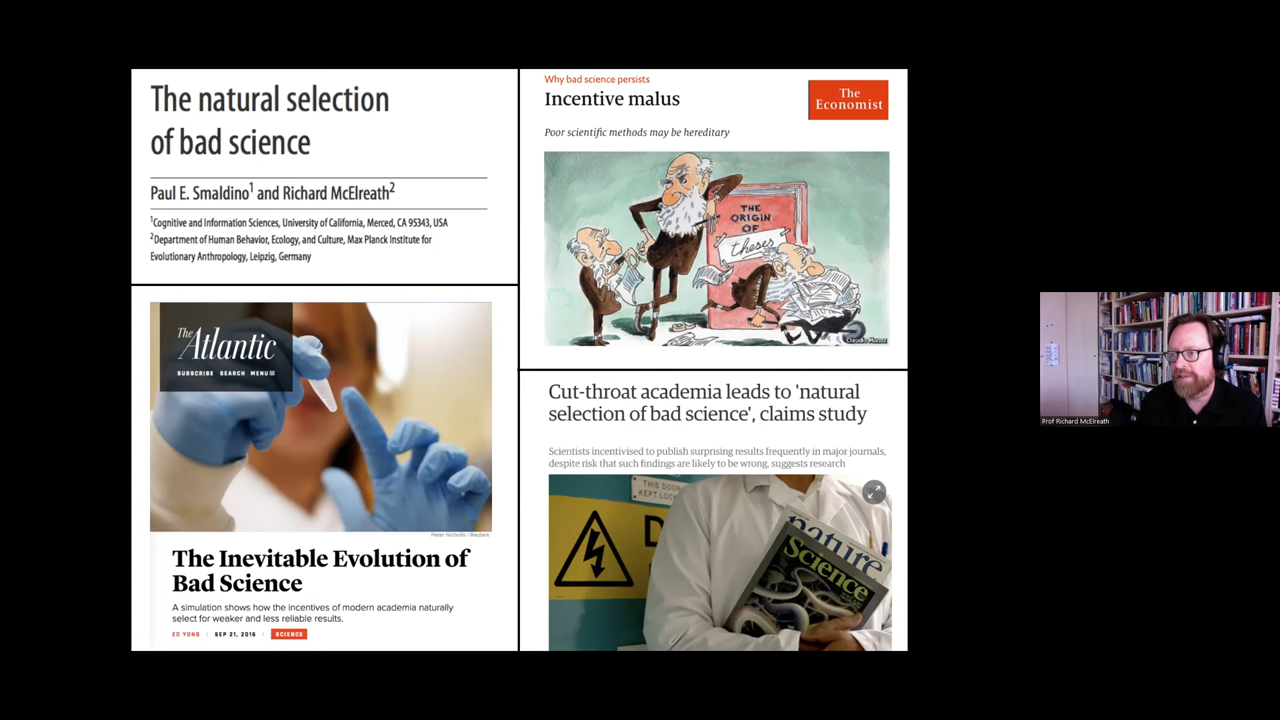 The natural selection
of bad science
Paul E. Smaldino1 and Richard McElreath2
1Cognitive and Information Sciences, University of California, Merced, CA 95343, USA
2Department of Human Behavior, Ecology, and Culture, Max Planck Institute for
Evolutionary Anthropology, Leipzig, Germany
Why bad science persists
Incentive malus
The
Economist
Poor scientific methods may be hereditary
THE
ORIGIN
OF
theses
The
Atlantic
SUBSCRIBE SEARCH MENU
Peter Nicholls / Reuters
The Inevitable Evolution of
Bad Science
A simulation shows how the incentives of modern academia naturally
select for weaker and less reliable results.
ED YONG | SEP 21, 2016 | SCIENCE
Cut-throat academia leads to 'natural
selection of bad science', claims study
Scientists incentivised to publish surprising results frequently in major journals,
despite risk that such findings are likely to be wrong, suggests research
THIS DOOR
KEPT LOC
D
nature
Science
Prof Richard McElreath